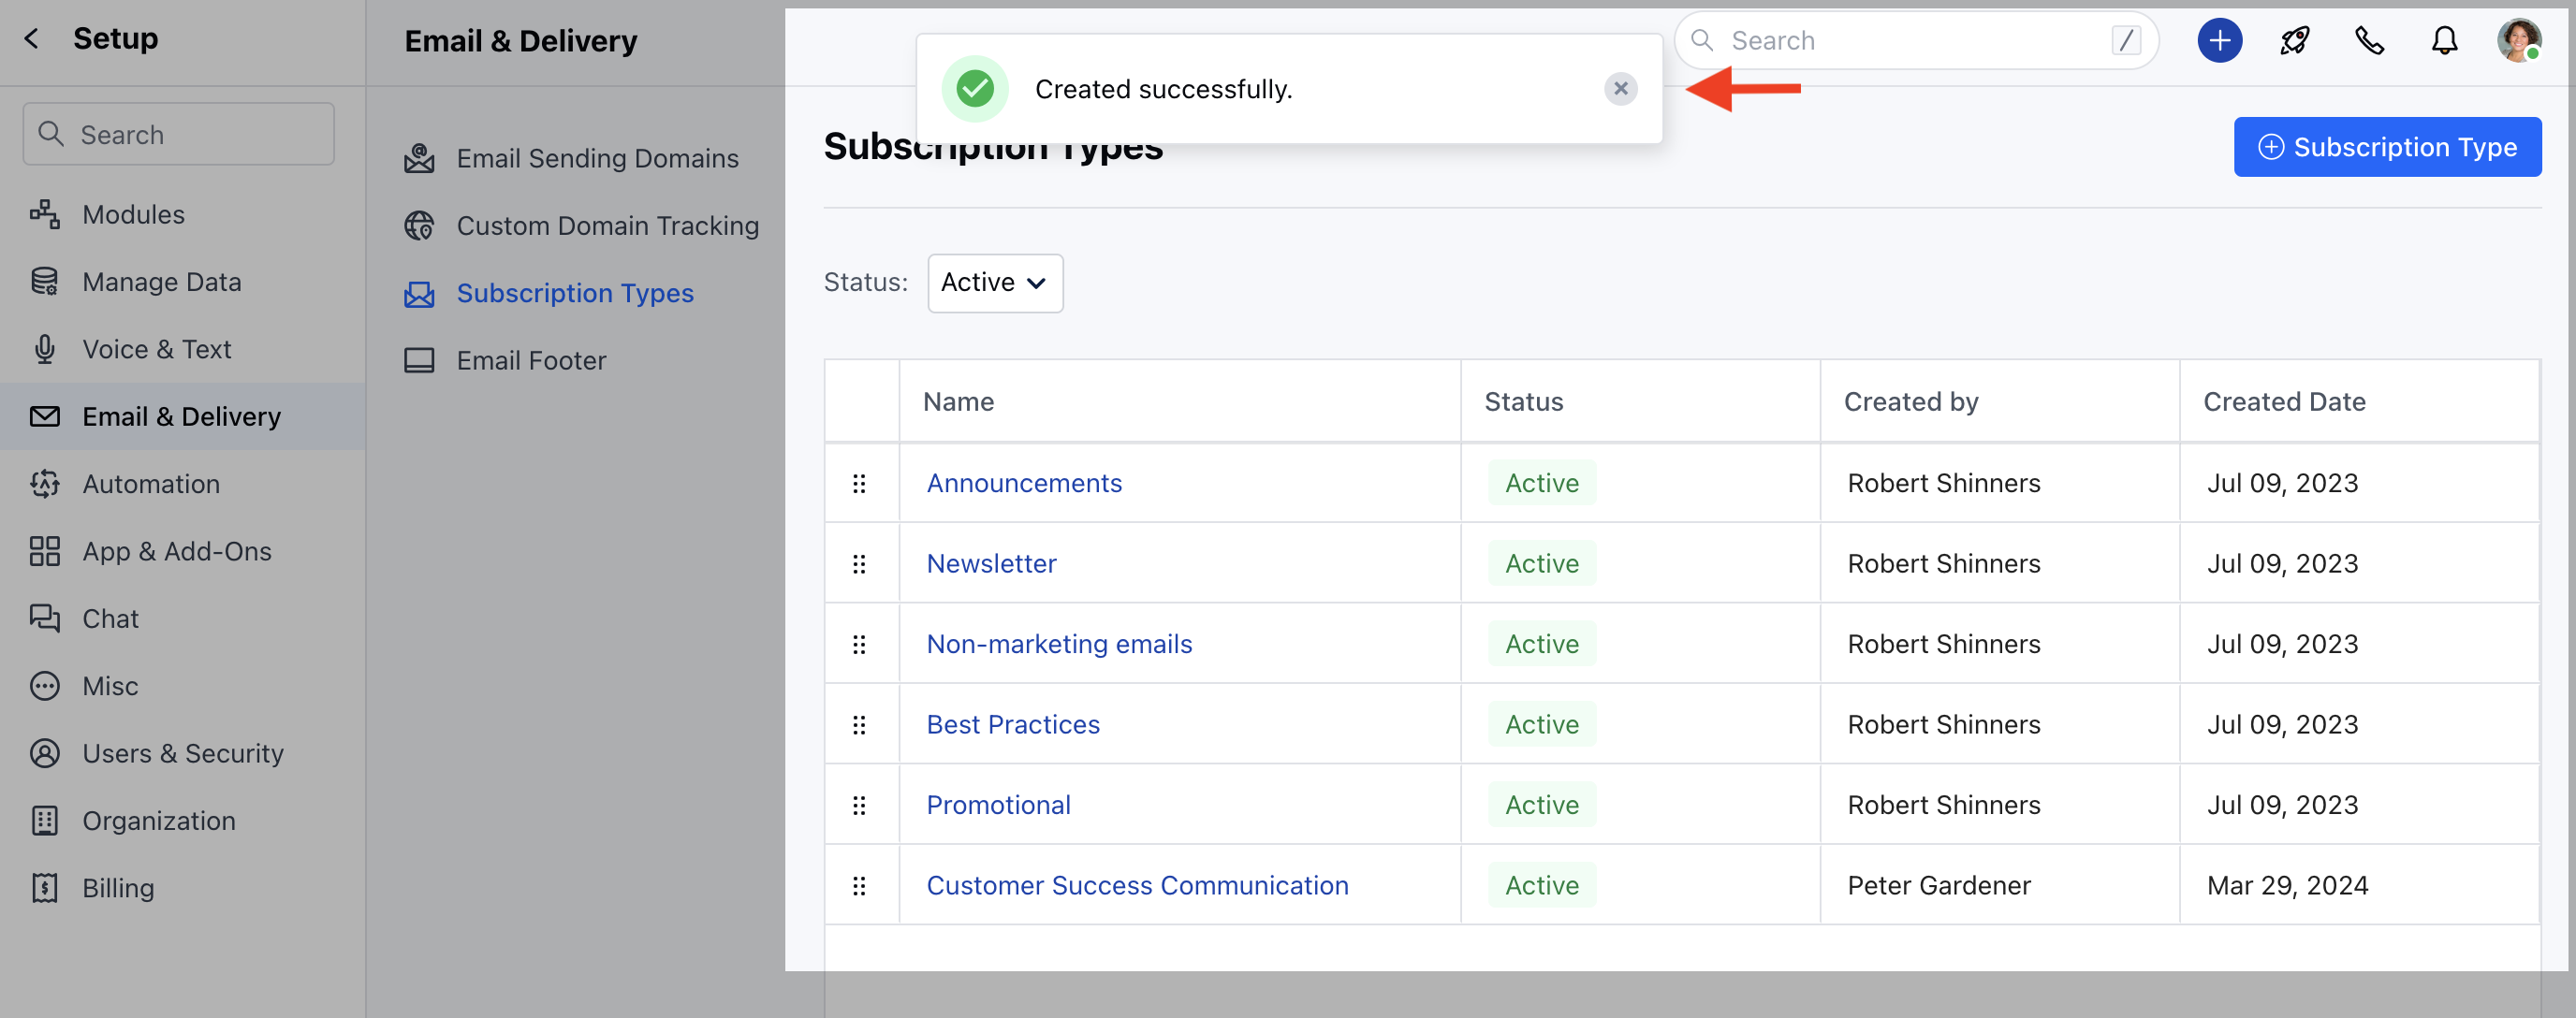 Setup
Search
Modules
Manage Data
Voice & Text
Email & Delivery
Automation
App & Add-Ons
Chat
Misc
Users & Security
Organization
Billing
Email & Delivery
Email Sending Domains
Custom Domain Tracking
Subscription Types
Email Footer
Search /
Created successfully.
Subscription Types
Subscription Type
Status: Active
Name Status Created by Created Date
Announcements Active Robert Shinners Jul 09, 2023
Newsletter Active Robert Shinners Jul 09, 2023
Non-marketing emails Active Robert Shinners Jul 09, 2023
Best Practices Active Robert Shinners Jul 09, 2023
Promotional Active Robert Shinners Jul 09, 2023
Customer Success Communication Active Peter Gardener Mar 29, 2024